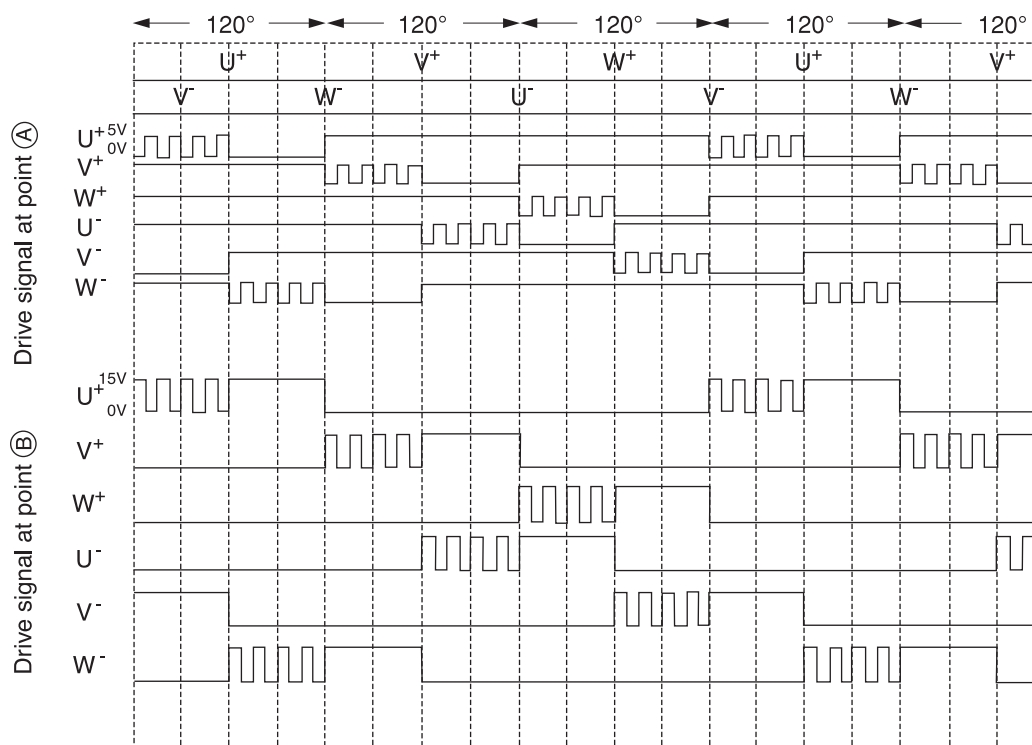 120° 120° 120° 120° 120°
U⁺ V⁺ W⁺ U⁺ V⁺
V⁻ W⁻ U⁻ V⁻ W⁻
Drive signal at point Ⓐ
U⁺ 5V
0V
V⁺
W⁺
U⁻
V⁻
W⁻
Drive signal at point Ⓑ
U⁺ 15V
0V
V⁺
W⁺
U⁻
V⁻
W⁻